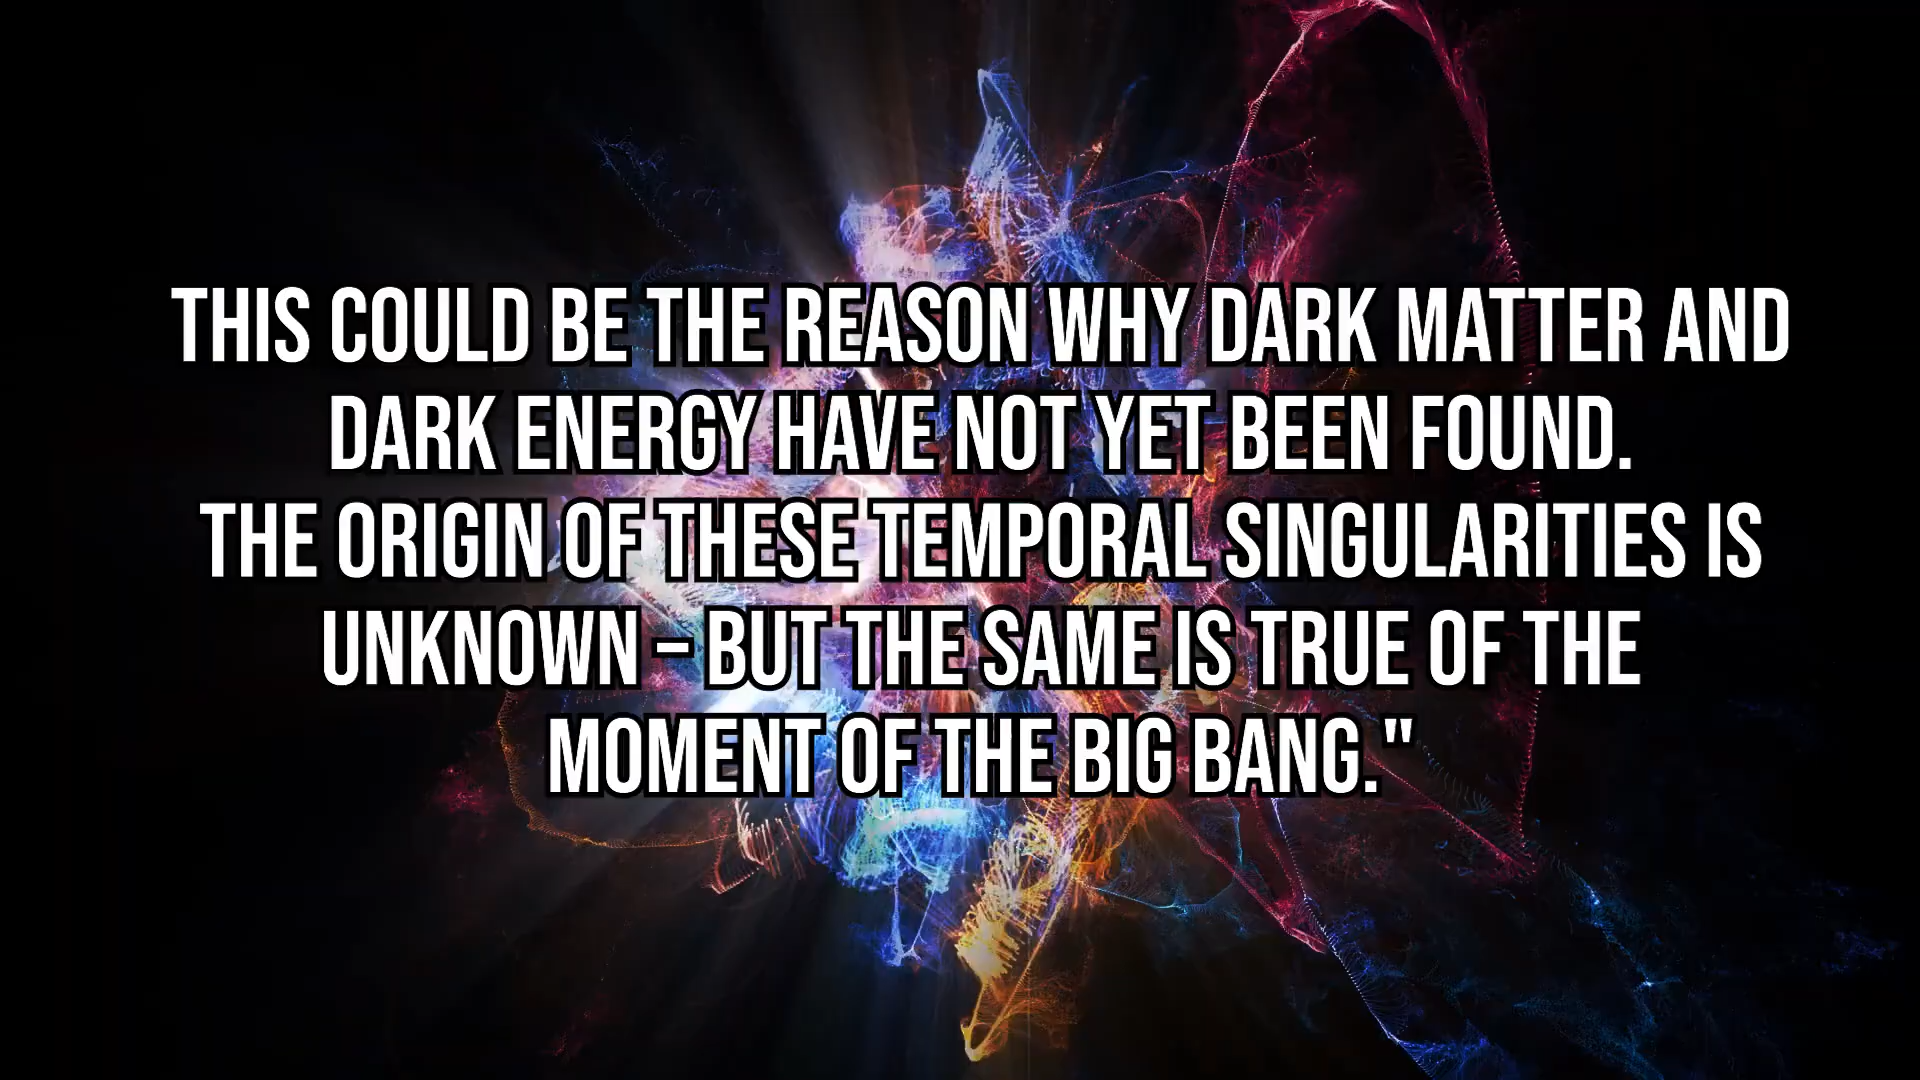 THIS COULD BE THE REASON WHY DARK MATTER AND
DARK ENERGY HAVE NOT YET BEEN FOUND.
THE ORIGIN OF THESE TEMPORAL SINGULARITIES IS
UNKNOWN – BUT THE SAME IS TRUE OF THE
MOMENT OF THE BIG BANG."